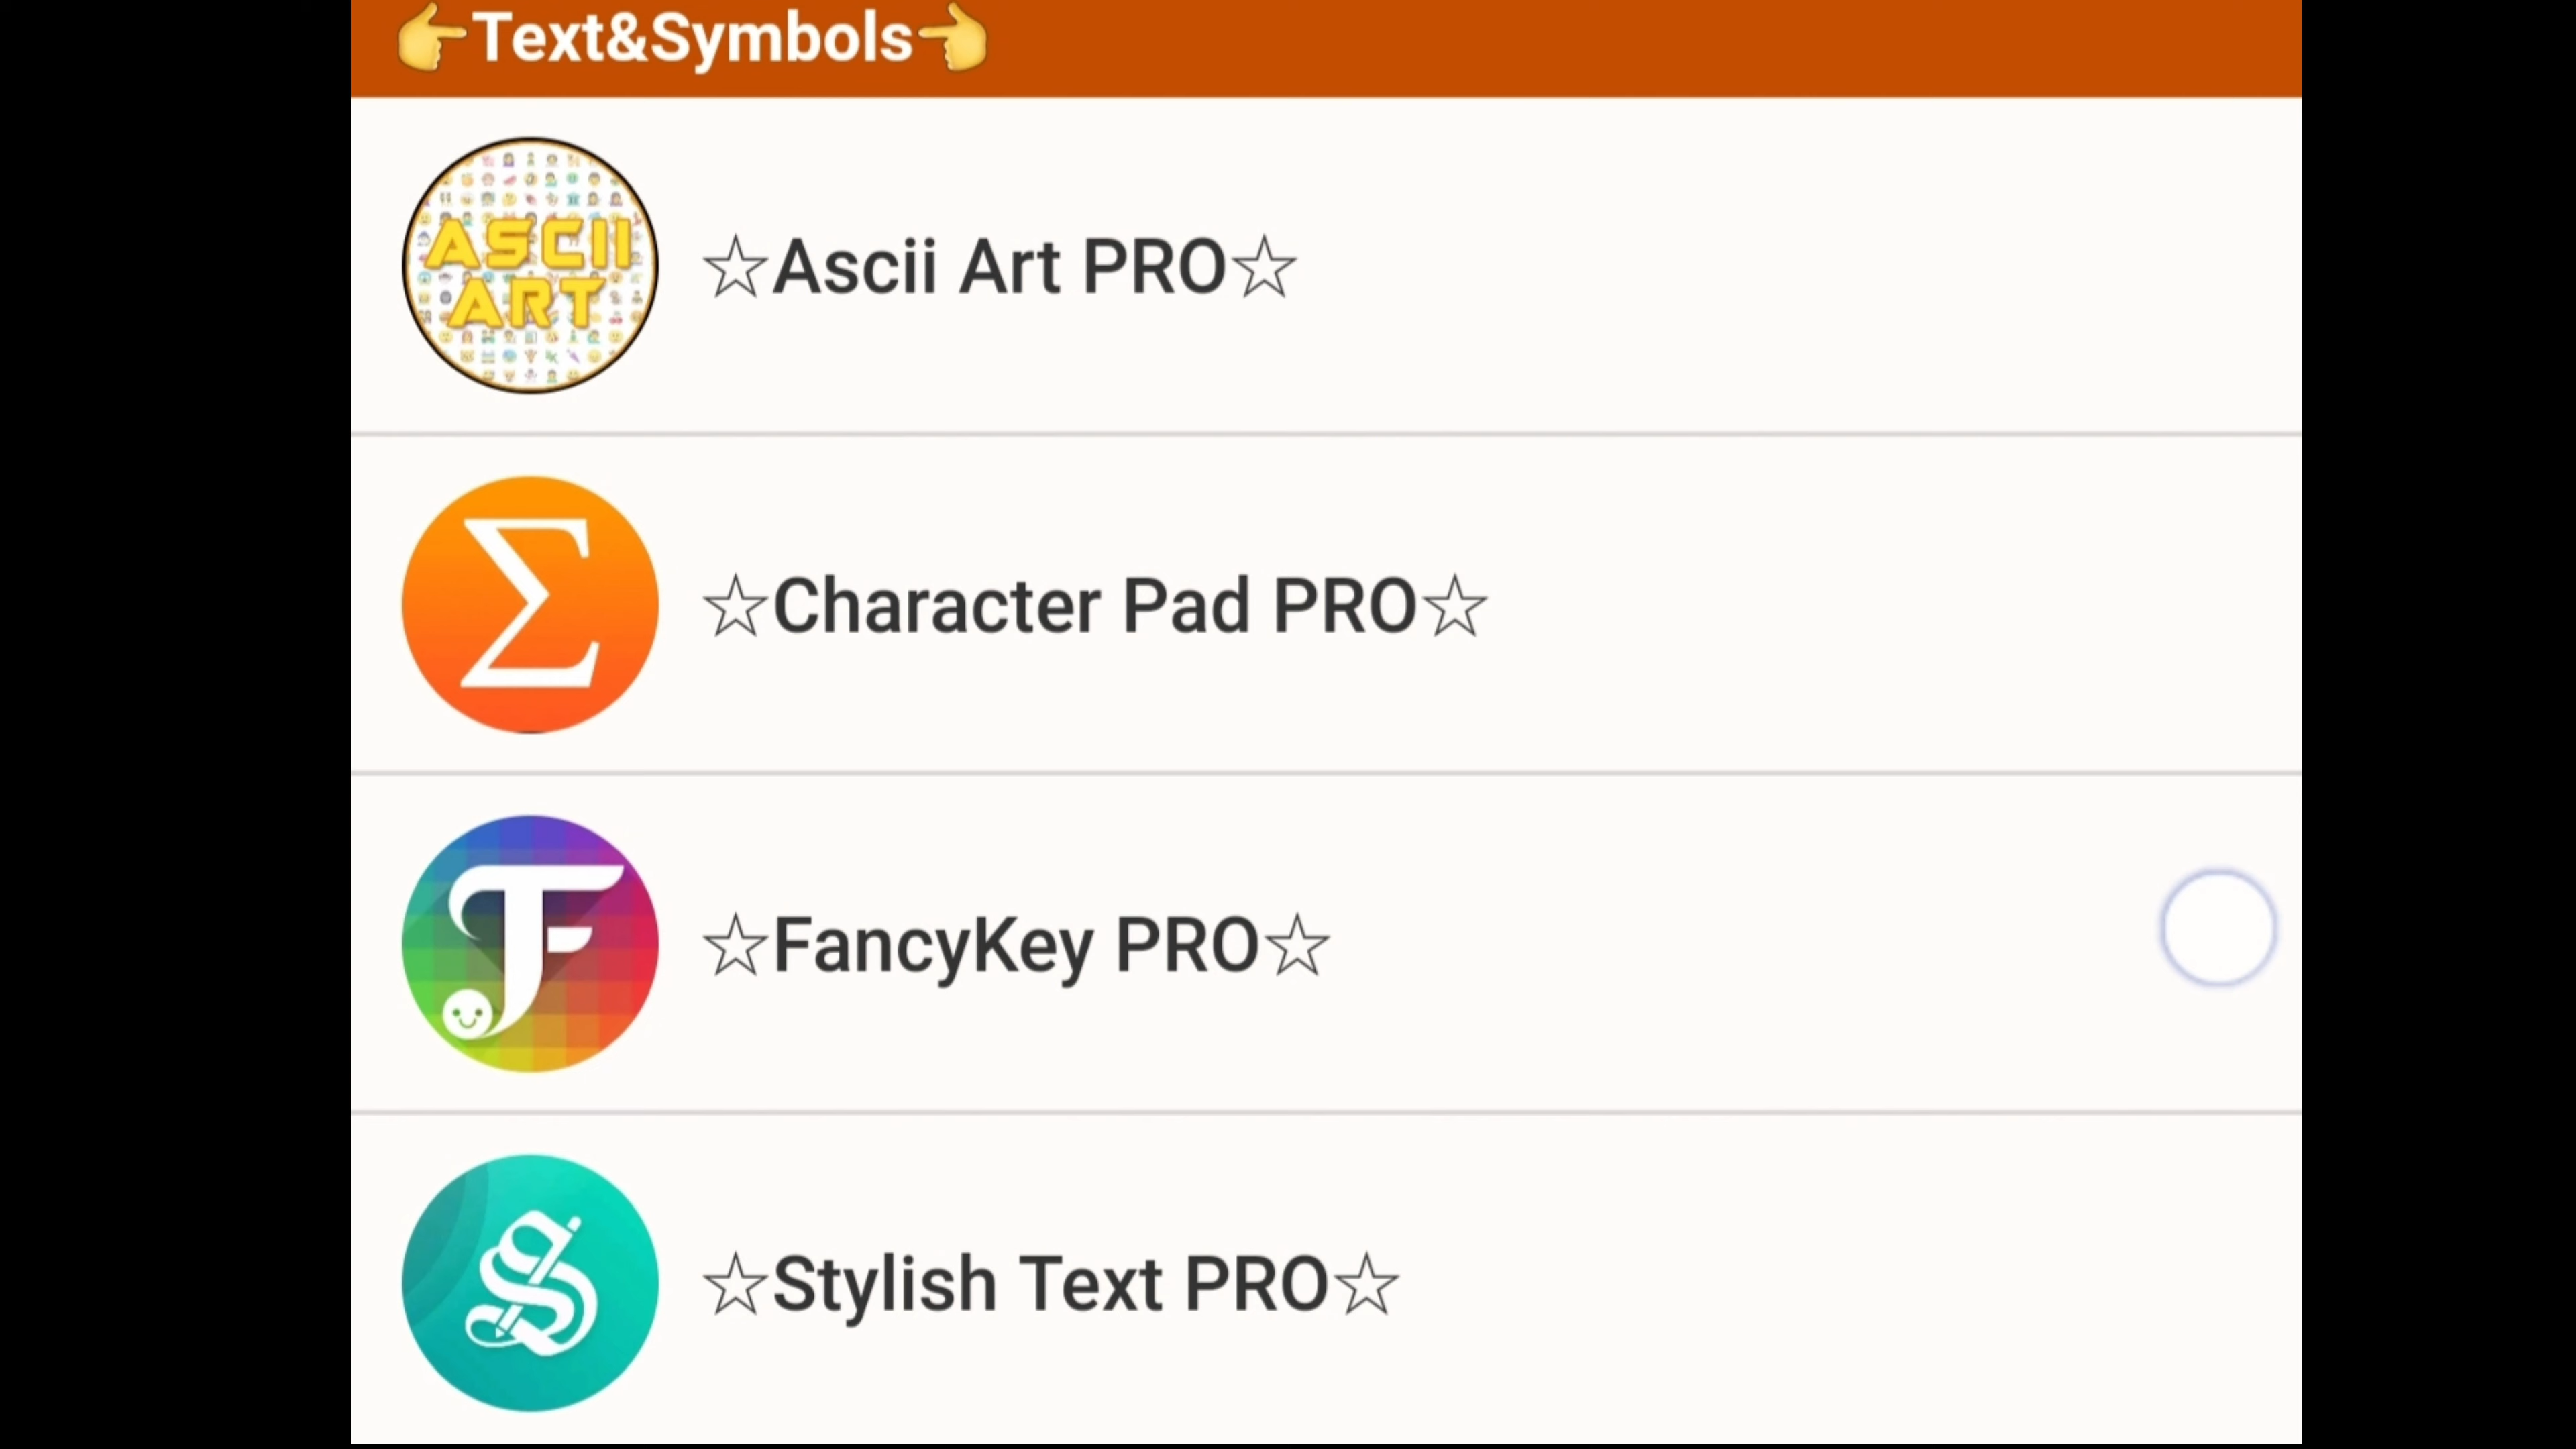 👉Text&Symbols👈
ASCII
ART
☆Ascii Art PRO☆
Σ
☆Character Pad PRO☆
F
☆FancyKey PRO☆
S
☆Stylish Text PRO☆